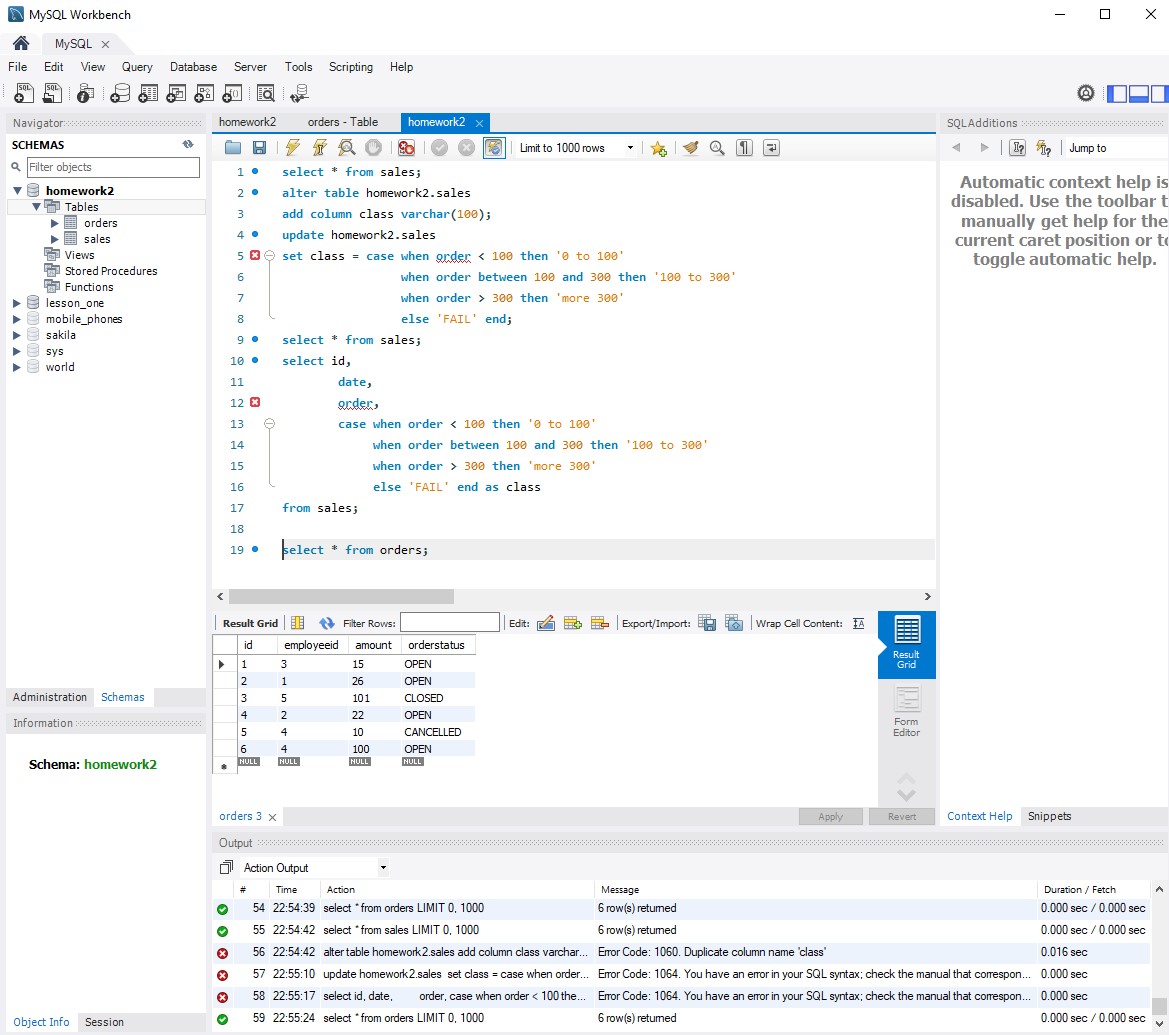 MySQL Workbench
MySQL
File Edit View Query Database Server Tools Scripting Help
Navigator
SCHEMAS
Filter objects
homework2
Tables
orders
sales
Views
Stored Procedures
Functions
lesson_one
mobile_phones
sakila
sys
world
Administration Schemas
Information
Schema: homework2
Object Info Session
homework2 orders - Table homework2
Limit to 1000 rows
1 select * from sales;
2 alter table homework2.sales
3 add column class varchar(100);
4 update homework2.sales
5 set class = case when order < 100 then '0 to 100'
6 when order between 100 and 300 then '100 to 300'
7 when order > 300 then 'more 300'
8 else 'FAIL' end;
9 select * from sales;
10 select id,
11 date,
12 order,
13 case when order < 100 then '0 to 100'
14 when order between 100 and 300 then '100 to 300'
15 when order > 300 then 'more 300'
16 else 'FAIL' end as class
17 from sales;
18
19 select * from orders;
Result Grid Filter Rows: Edit: Export/Import: Wrap Cell Content:
id employeeid amount orderstatus
1 3 15 OPEN
2 1 26 OPEN
3 5 101 CLOSED
4 2 22 OPEN
5 4 10 CANCELLED
6 4 100 OPEN
NULL NULL NULL NULL
Result
Grid
Form
Editor
orders 3
Apply Revert
SQLAdditions
Jump to
Automatic context help is
disabled. Use the toolbar t
manually get help for the
current caret position or to
toggle automatic help.
Context Help Snippets
Output
Action Output
# Time Action Message Duration / Fetch
54 22:54:39 select * from orders LIMIT 0, 1000 6 row(s) returned 0.000 sec / 0.000 sec
55 22:54:42 select * from sales LIMIT 0, 1000 6 row(s) returned 0.000 sec / 0.000 sec
56 22:54:42 alter table homework2.sales add column class varchar... Error Code: 1060. Duplicate column name 'class' 0.016 sec
57 22:55:10 update homework2.sales set class = case when order... Error Code: 1064. You have an error in your SQL syntax; check the manual that correspon... 0.000 sec
58 22:55:17 select id, date, order, case when order < 100 the... Error Code: 1064. You have an error in your SQL syntax; check the manual that correspon... 0.000 sec
59 22:55:24 select * from orders LIMIT 0, 1000 6 row(s) returned 0.000 sec / 0.000 sec